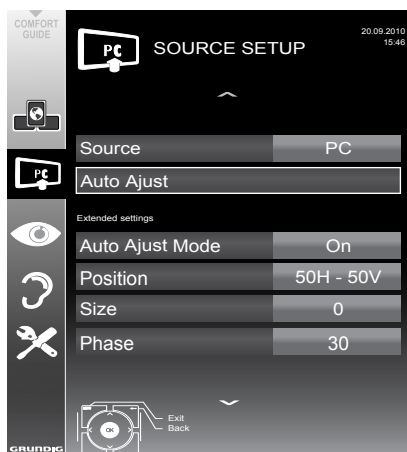 COMFORT
GUIDE
PC
SOURCE SETUP
20.09.2010
15:46
Source PC
PC
Auto Ajust
Extended settings
Auto Ajust Mode On
Position 50H - 50V
Size 0
Phase 30
Exit
Back
OK
GRUNDIG